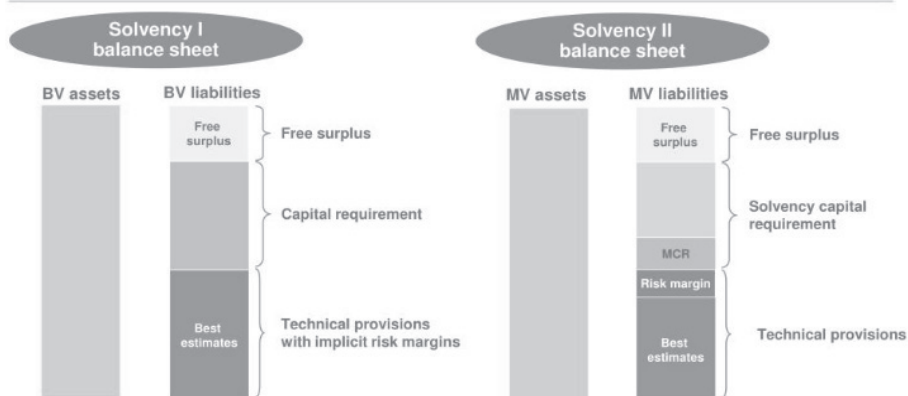 Solvency I
balance sheet
BV assets
BV liabilities
Free
surplus
Free surplus
Capital requirement
Best
estimates
Technical provisions
with implicit risk margins
Solvency II
balance sheet
MV assets
MV liabilities
Free
surplus
Free surplus
Solvency capital
requirement
MCR
Risk margin
Best
estimates
Technical provisions